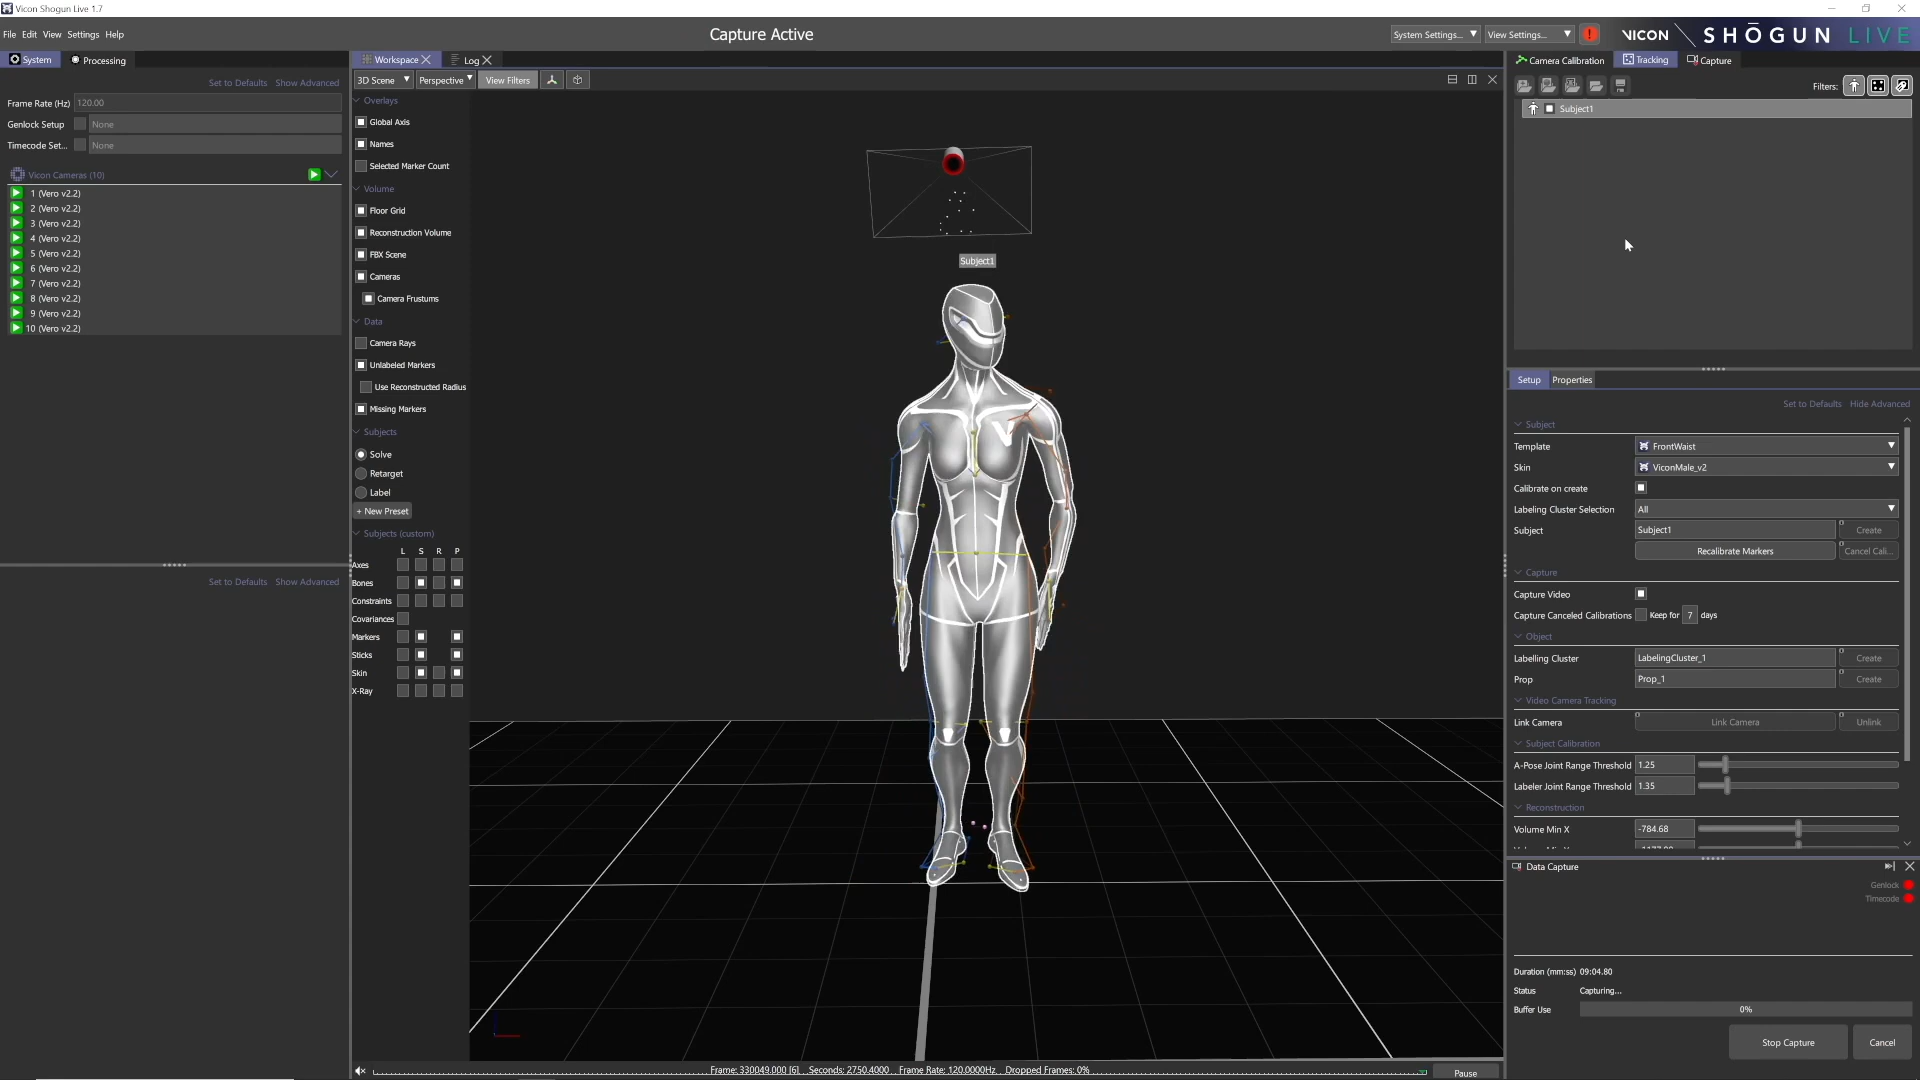 Vicon Shogun Live 1.7
File Edit View Settings Help
Capture Active
System Settings...
View Settings...
VICON SHŌGUN LIVE
System
Processing
Set to Defaults Show Advanced
Frame Rate (Hz) 120.00
Genlock Setup None
Timecode Set... None
Vicon Cameras (10)
1 (Vero v2.2)
2 (Vero v2.2)
3 (Vero v2.2)
4 (Vero v2.2)
5 (Vero v2.2)
6 (Vero v2.2)
7 (Vero v2.2)
8 (Vero v2.2)
9 (Vero v2.2)
10 (Vero v2.2)
Set to Defaults Show Advanced
Workspace
Log
3D Scene
Perspective
View Filters
Overlays
Global Axis
Names
Selected Marker Count
Volume
Floor Grid
Reconstruction Volume
FBX Scene
Cameras
Camera Frustums
Data
Camera Rays
Unlabeled Markers
Use Reconstructed Radius
Missing Markers
Subjects
Solve
Retarget
Label
+ New Preset
Subjects (custom)
L S R P
Axes
Bones
Constraints
Covariances
Markers
Sticks
Skin
X-Ray
Subject1
V
Frame: 330049.000 [6] Seconds: 2750.4000 Frame Rate: 120.0000Hz Dropped Frames: 0%
Pause
Camera Calibration
Tracking
Capture
Filters:
Subject1
Setup
Properties
Set to Defaults Hide Advanced
Subject
Template FrontWaist
Skin ViconMale_v2
Calibrate on create
Labeling Cluster Selection All
Subject Subject1 Create
Recalibrate Markers Cancel Cali...
Capture
Capture Video
Capture Canceled Calibrations Keep for 7 days
Object
Labelling Cluster LabelingCluster_1 Create
Prop Prop_1 Create
Video Camera Tracking
Link Camera Link Camera Unlink
Subject Calibration
A-Pose Joint Range Threshold 1.25
Labeler Joint Range Threshold 1.35
Reconstruction
Volume Min X -784.68
Data Capture
Genlock
Timecode
Duration (mm:ss) 09:04.80
Status Capturing...
Buffer Use 0%
Stop Capture
Cancel